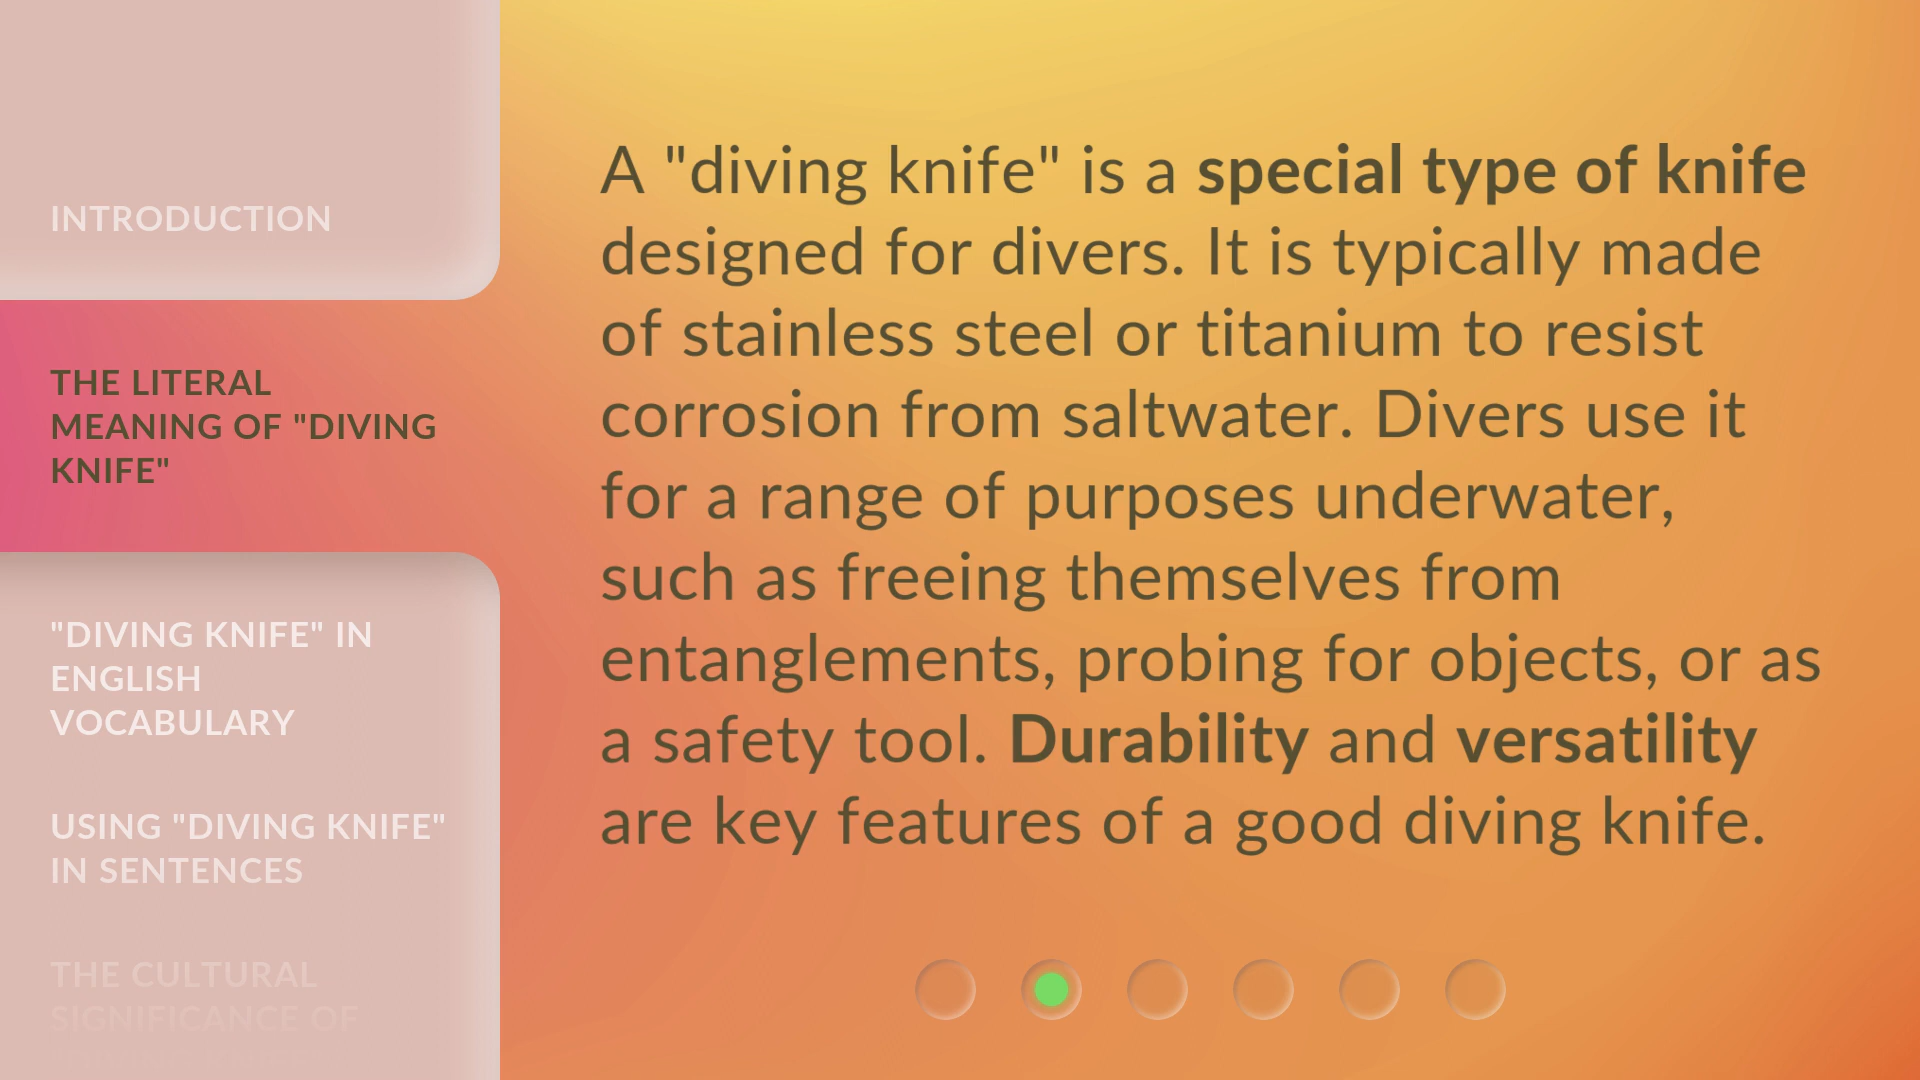 INTRODUCTION
THE LITERAL
MEANING OF "DIVING
KNIFE"
"DIVING KNIFE" IN
ENGLISH
VOCABULARY
USING "DIVING KNIFE"
IN SENTENCES
THE CULTURAL
SIGNIFICANCE OF
A "diving knife" is a special type of knife
designed for divers. It is typically made
of stainless steel or titanium to resist
corrosion from saltwater. Divers use it
for a range of purposes underwater,
such as freeing themselves from
entanglements, probing for objects, or as
a safety tool. Durability and versatility
are key features of a good diving knife.